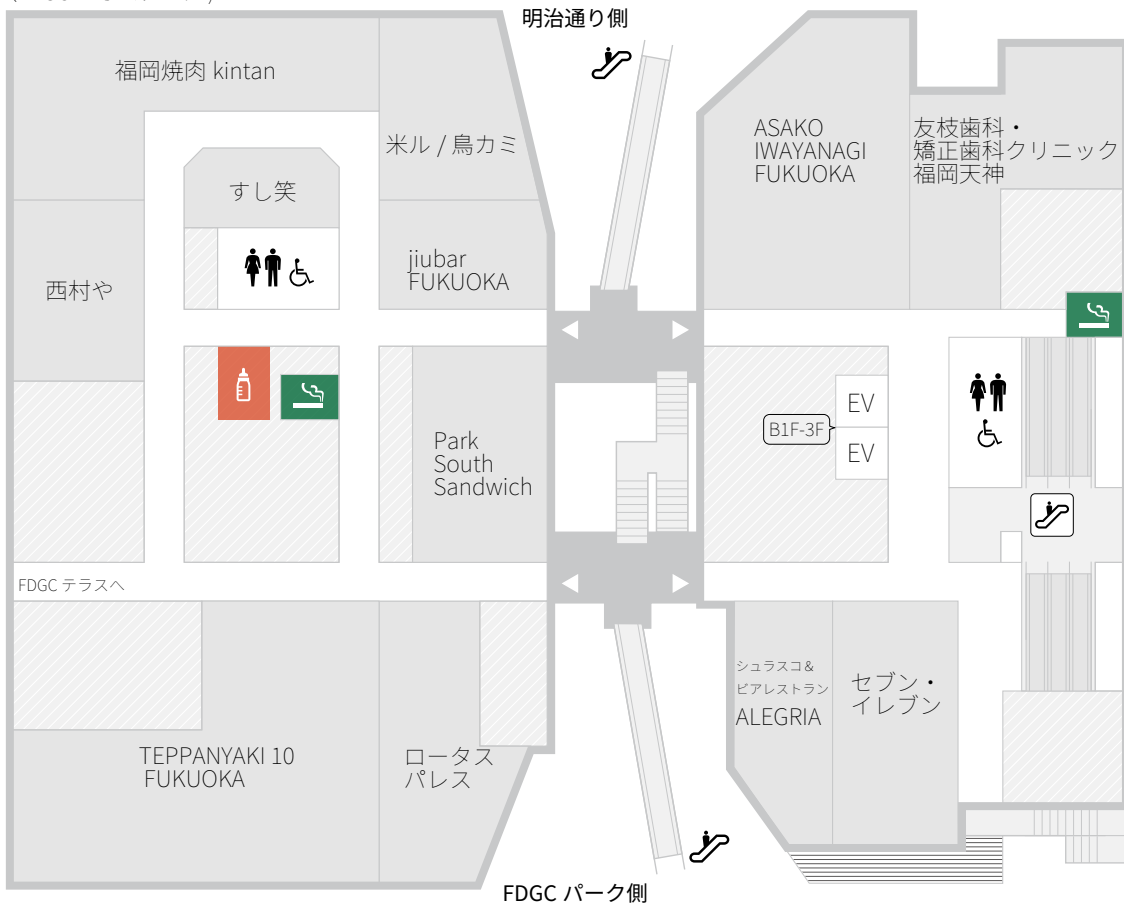 明治通り側
福岡焼肉 kintan
米ル / 鳥カミ
すし笑
jiubar
FUKUOKA
西村や
ASAKO
IWAYANAGI
FUKUOKA
友枝歯科・
矯正歯科クリニック
福岡天神
Park
South
Sandwich
EV
B1F-3F
EV
FDGC テラスへ
TEPPANYAKI 10
FUKUOKA
ロータス
パレス
シュラスコ&
ビアレストラン
ALEGRIA
セブン・
イレブン
FDGC パーク側